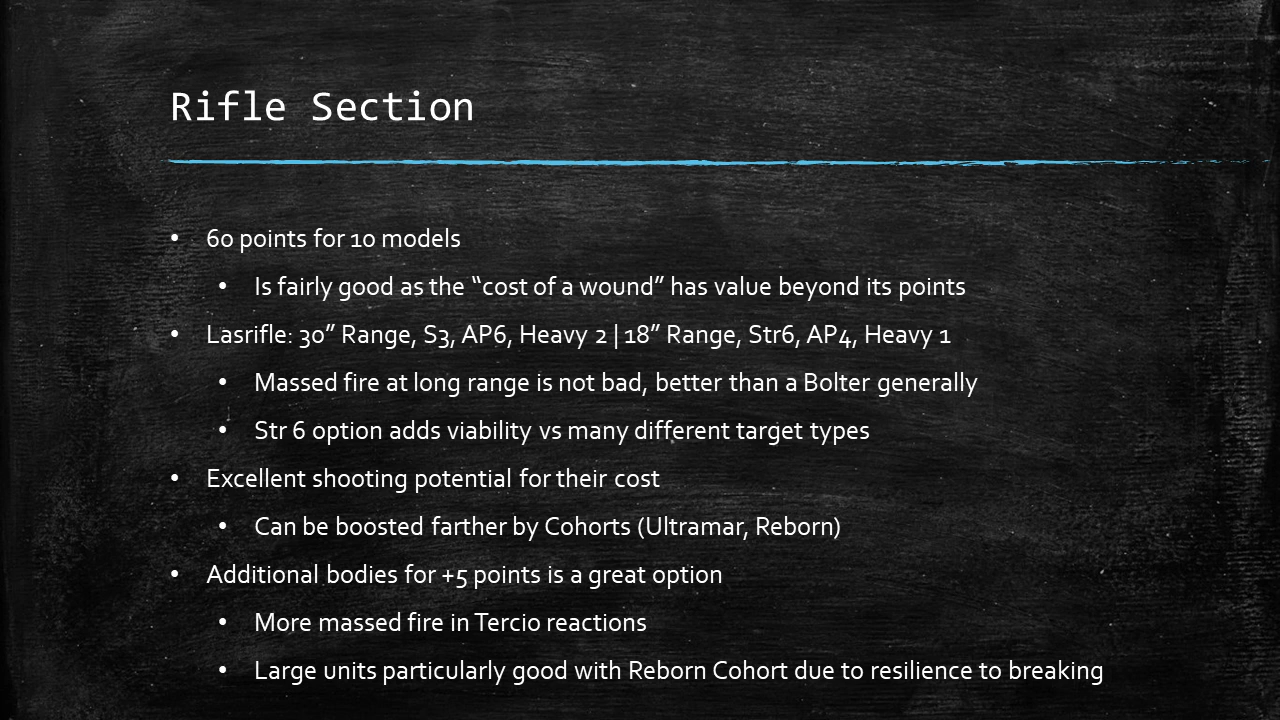 Rifle Section
• 60 points for 10 models
• Is fairly good as the “cost of a wound” has value beyond its points
• Lasrifle: 30” Range, S3, AP6, Heavy 2 | 18” Range, Str6, AP4, Heavy 1
• Massed fire at long range is not bad, better than a Bolter generally
• Str 6 option adds viability vs many different target types
• Excellent shooting potential for their cost
• Can be boosted farther by Cohorts (Ultramar, Reborn)
• Additional bodies for +5 points is a great option
• More massed fire in Tercio reactions
• Large units particularly good with Reborn Cohort due to resilience to breaking